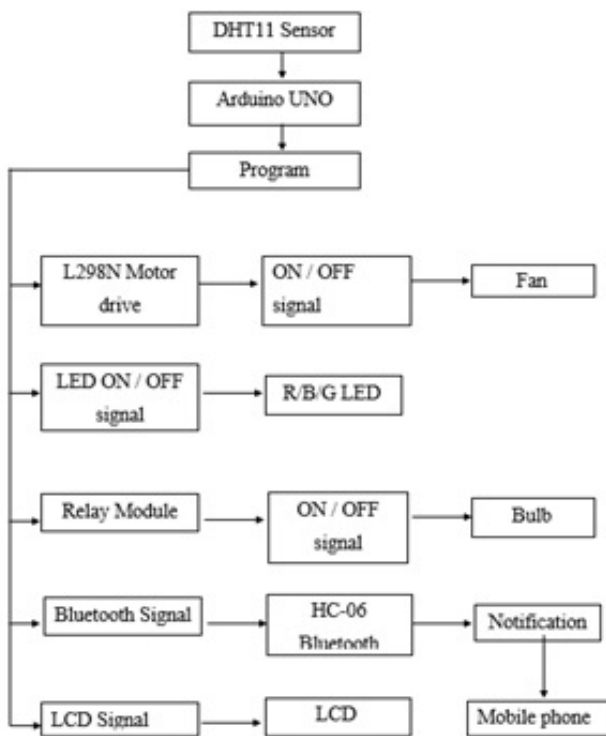 DHT11 Sensor
Arduino UNO
Program
L298N Motor
drive
ON / OFF
signal
Fan
LED ON / OFF
signal
R/B/G LED
Relay Module
ON / OFF
signal
Bulb
Bluetooth Signal
HC-06
Bluetooth
Notification
LCD Signal
LCD
Mobile phone